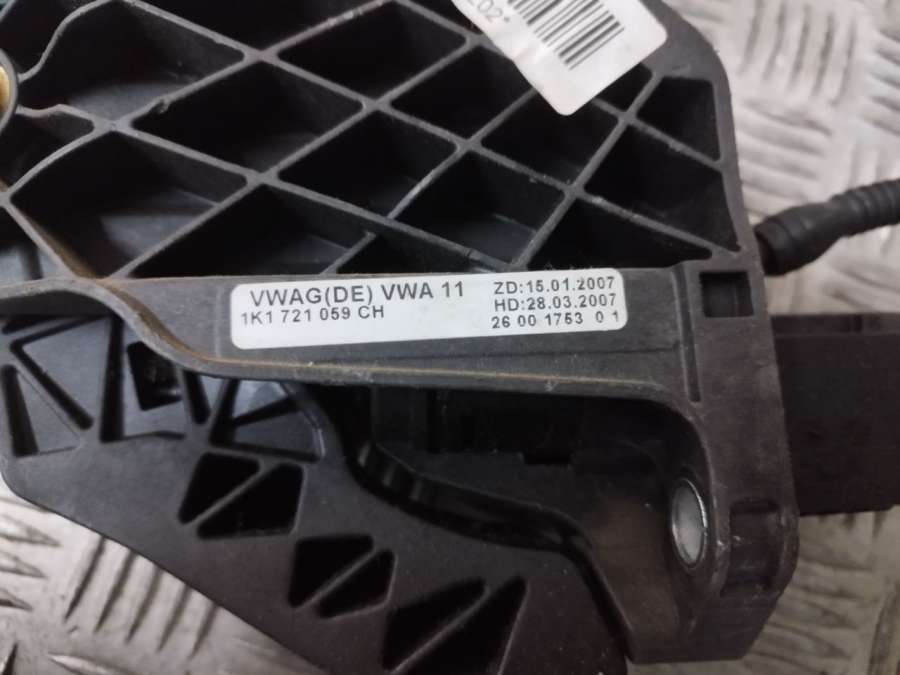 202*
VWAG(DE) VWA 11
1K1 721 059 CH
ZD:15.01.2007
HD:28.03.2007
26 00 1753 0 1